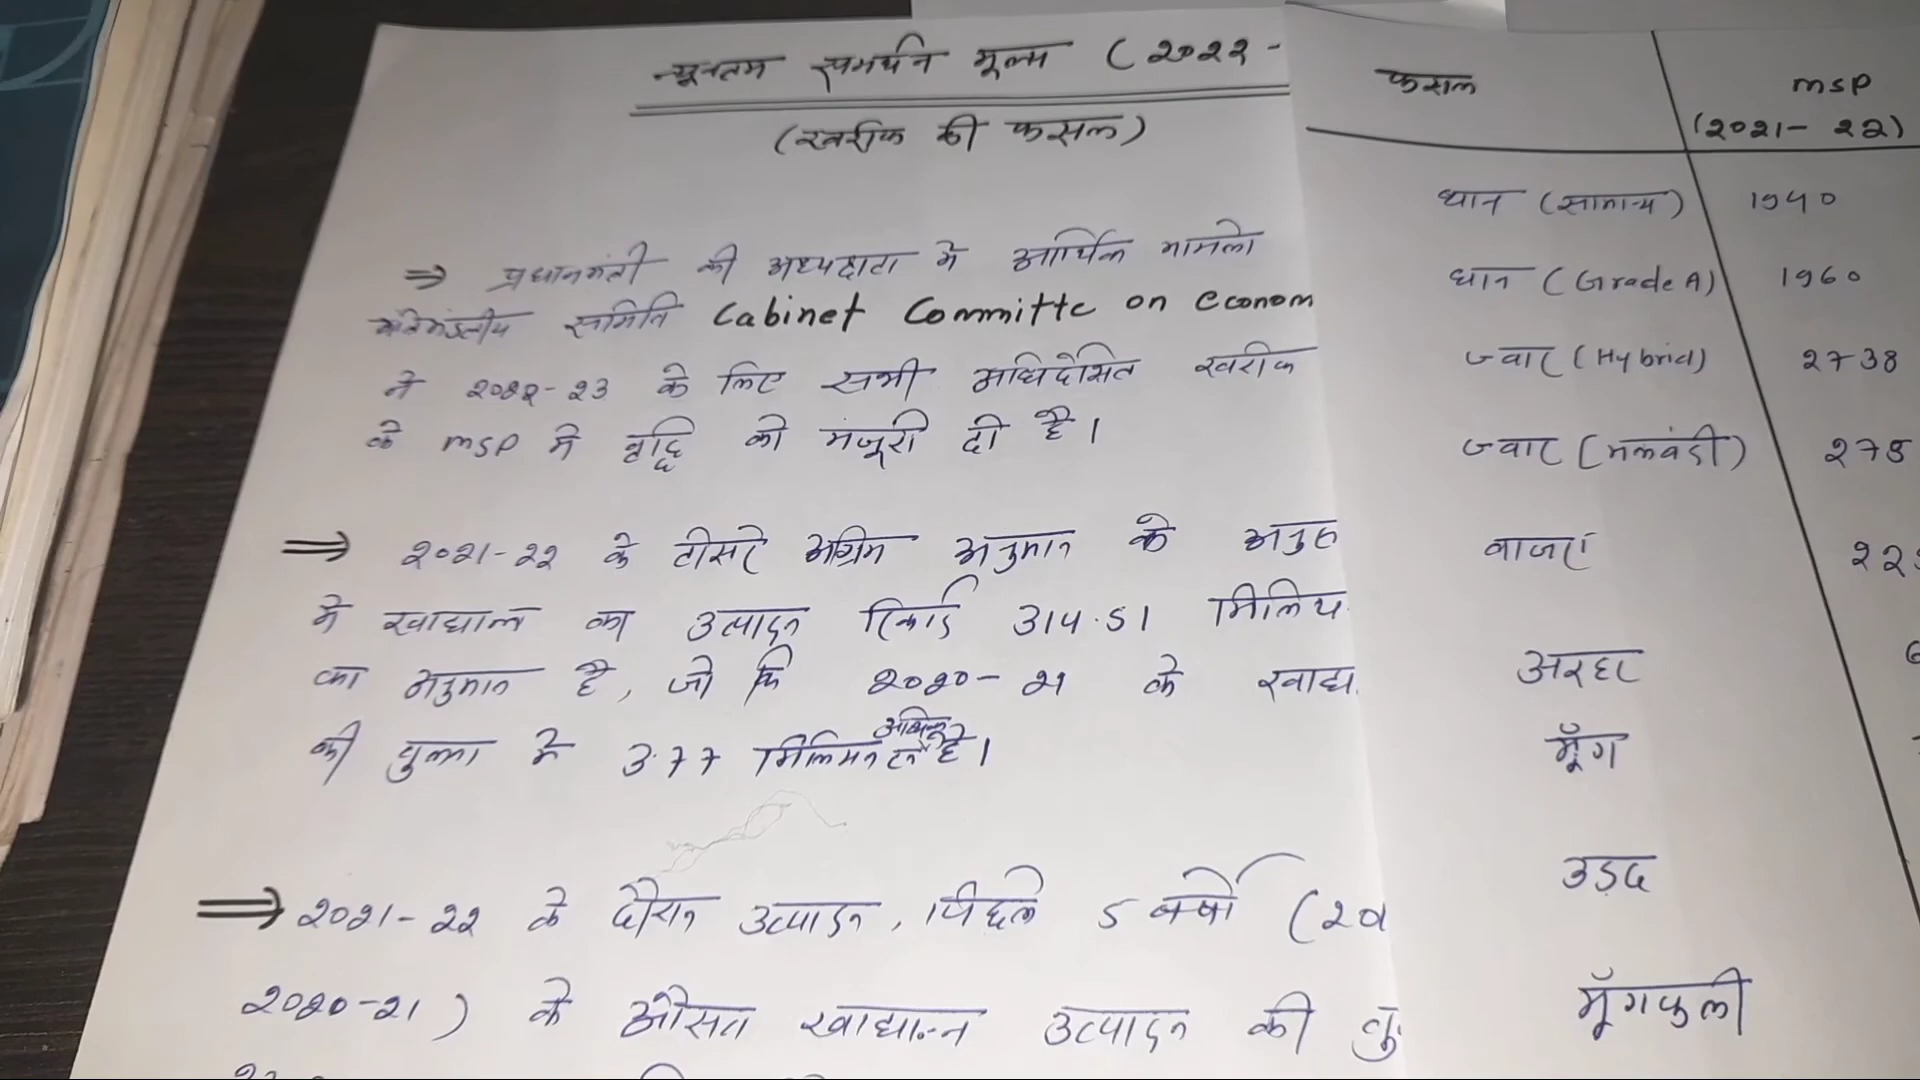 न्यूनतम समर्थन मूल्य (2022-
(खरीफ की फसल)
⇒ प्रधानमंत्री की अध्यक्षता मे आर्थिक मामलो
मंत्रिमंडलीय समिति Cabinet Committe on econom
ने 2022-23 के लिए सभी अधिदेसित खरीफ
के MSP मे वृद्धि को मंजूरी दी है।
⇒ 2021-22 के तीसरे अग्रिम अनुमान के अनुरू
मे खाद्यान्न का उत्पादन रिकार्ड 314.51 मिलिय
का अनुमान है, जो कि 2020-21 के खाद्य
की तुलना मे 3.77 मिलियन टन अधिक है।
⇒ 2021-22 के दौरान उत्पादन, पिछले 5 वर्षो (20
2020-21) के औसत खाद्यान्न उत्पादन की तु
फसल MSP
(2021-22)
धान (सामान्य) 1940
धान (Grade A) 1960
ज्वार (Hybrid) 2738
ज्वार (मलवंडी) 275
बाजरा 22
अरहर
मूँग
उड़द
मूँगफली